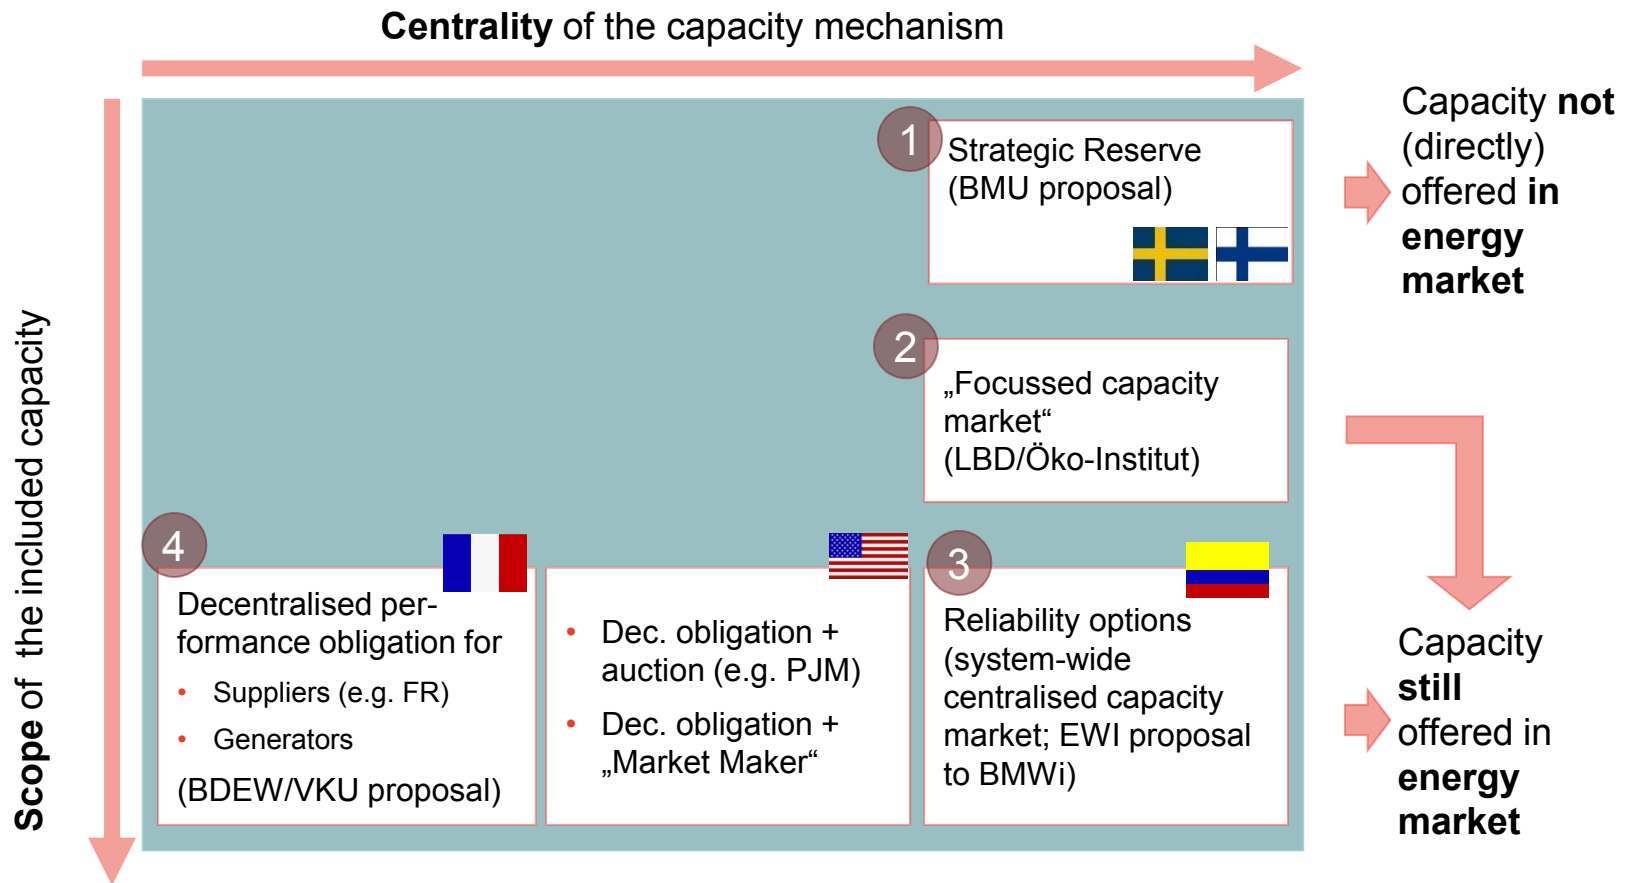 Centrality of the capacity mechanism
Scope of the included capacity
1
Strategic Reserve
(BMU proposal)
Capacity not
(directly)
offered in
energy
market
2
„Focussed capacity
market“
(LBD/Öko-Institut)
4
Decentralised per-
formance obligation for
• Suppliers (e.g. FR)
• Generators
(BDEW/VKU proposal)
• Dec. obligation +
auction (e.g. PJM)
• Dec. obligation +
„Market Maker“
3
Reliability options
(system-wide
centralised capacity
market; EWI proposal
to BMWi)
Capacity
still
offered in
energy
market